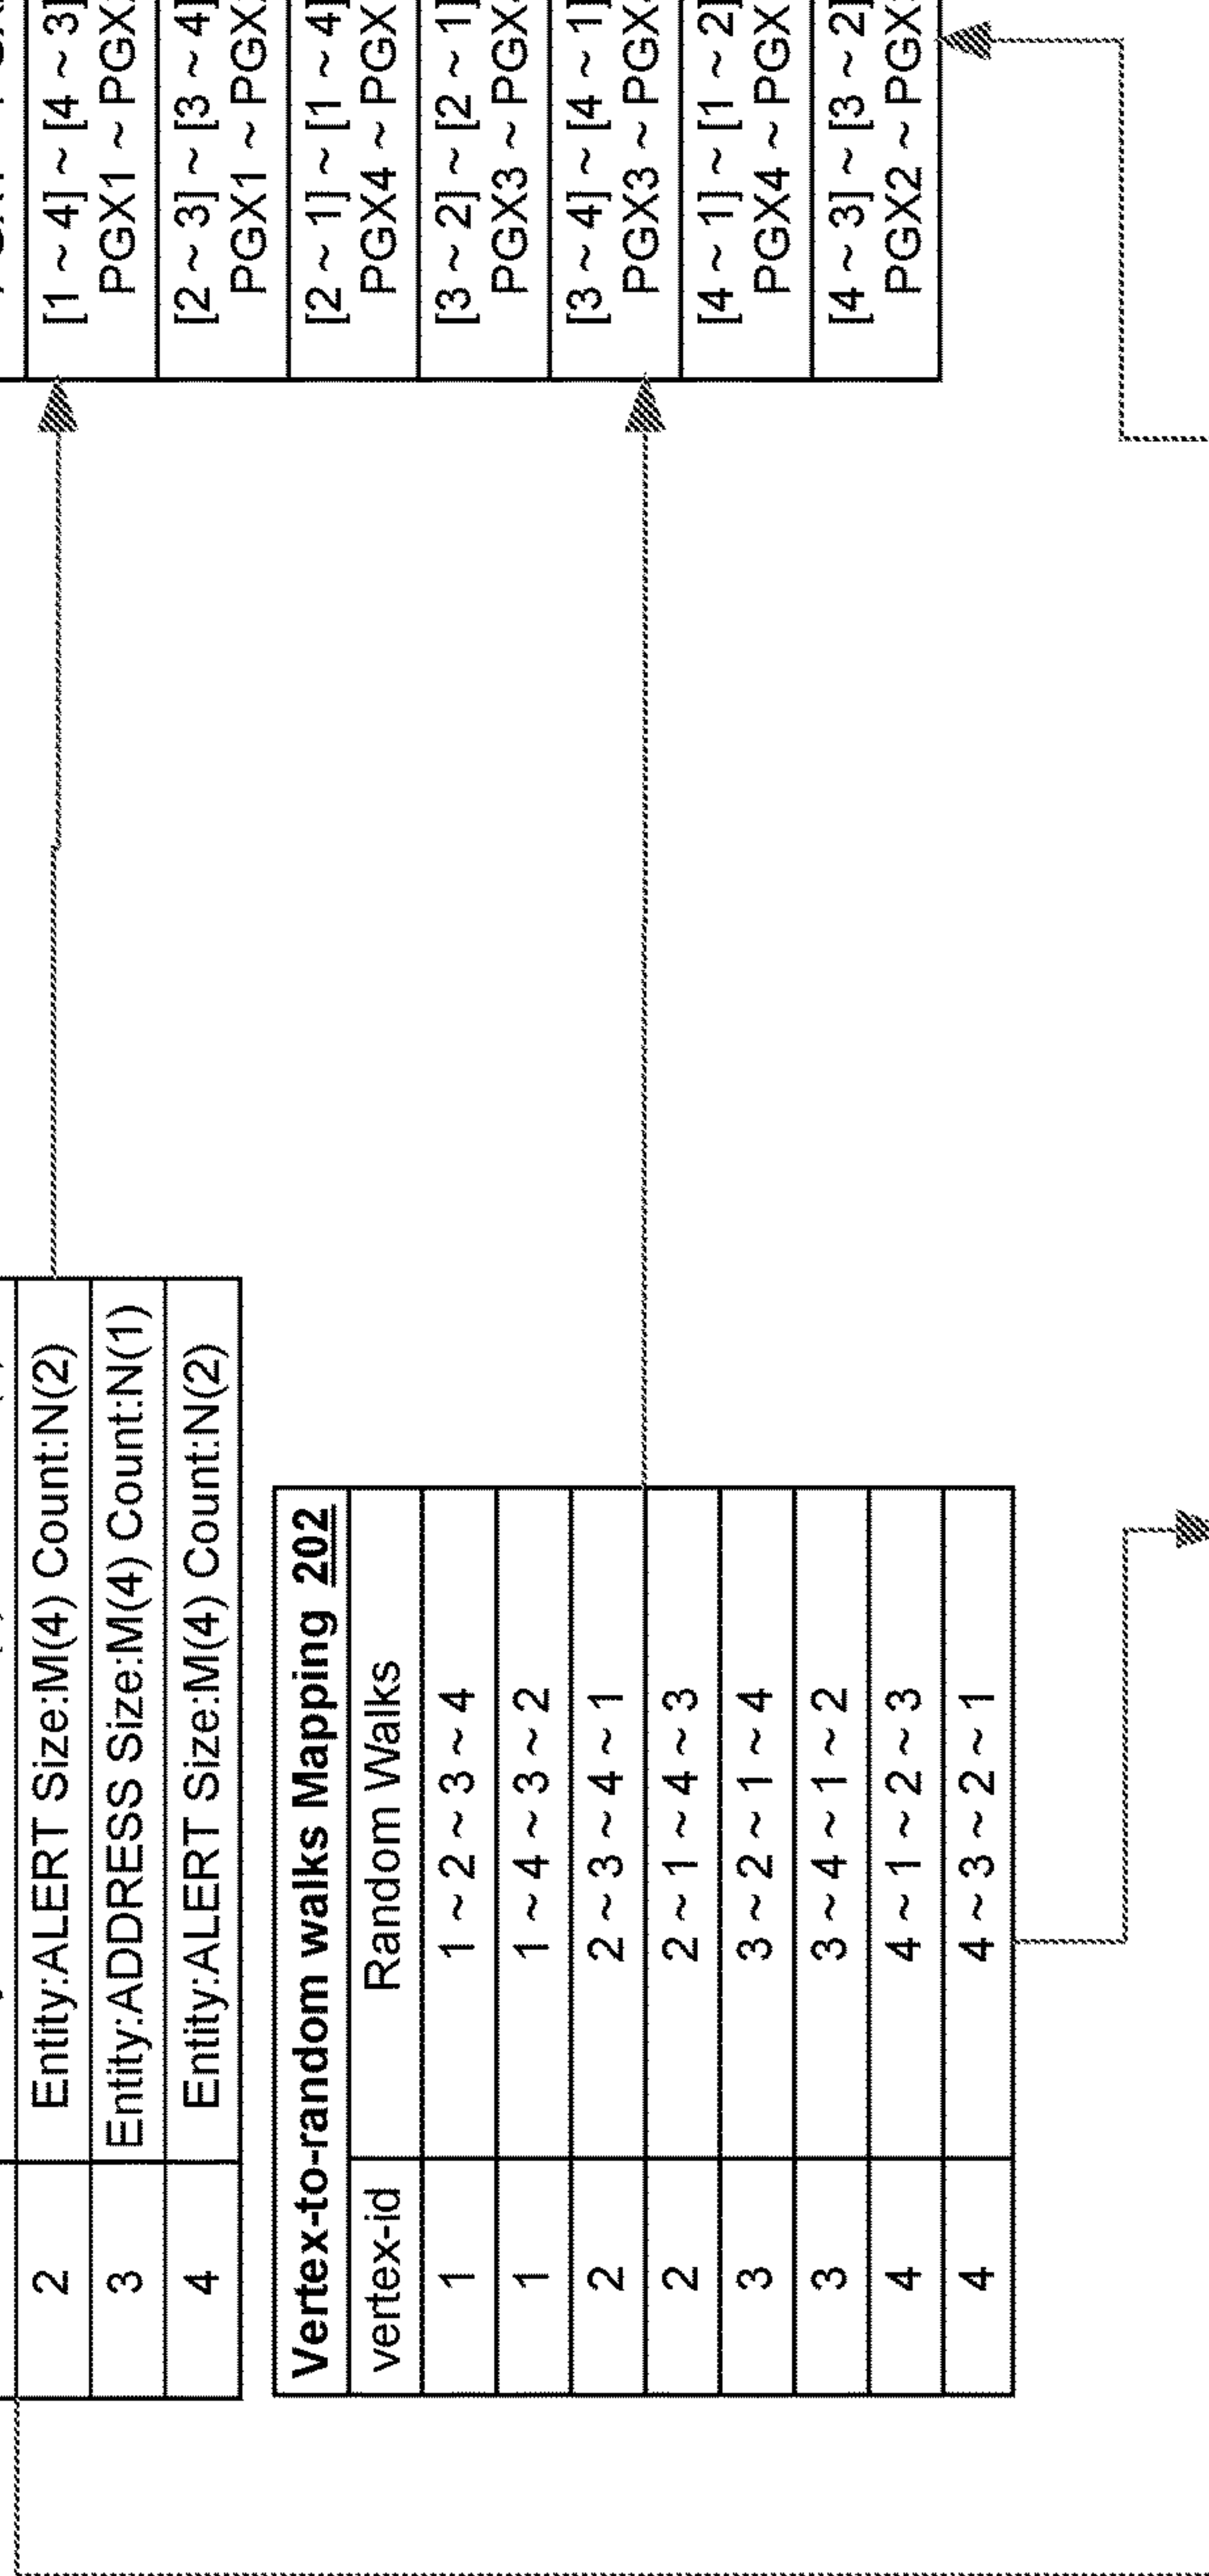 2 Entity:ALERT Size:M(4) Count:N(2)
3 Entity:ADDRESS Size:M(4) Count:N(1)
4 Entity:ALERT Size:M(4) Count:N(2)
Vertex-to-random walks Mapping 202
vertex-id Random Walks
1 1 ~ 2 ~ 3 ~ 4
1 1 ~ 4 ~ 3 ~ 2
2 2 ~ 3 ~ 4 ~ 1
2 2 ~ 1 ~ 4 ~ 3
3 3 ~ 2 ~ 1 ~ 4
3 3 ~ 4 ~ 1 ~ 2
4 4 ~ 1 ~ 2 ~ 3
4 4 ~ 3 ~ 2 ~ 1
[1 ~ 4] ~ [4 ~ 3]
PGX1 ~ PGX
[2 ~ 3] ~ [3 ~ 4]
PGX1 ~ PGX
[2 ~ 1] ~ [1 ~ 4]
PGX4 ~ PGX
[3 ~ 2] ~ [2 ~ 1]
PGX3 ~ PGX
[3 ~ 4] ~ [4 ~ 1]
PGX3 ~ PGX
[4 ~ 1] ~ [1 ~ 2]
PGX4 ~ PGX
[4 ~ 3] ~ [3 ~ 2]
PGX2 ~ PGX